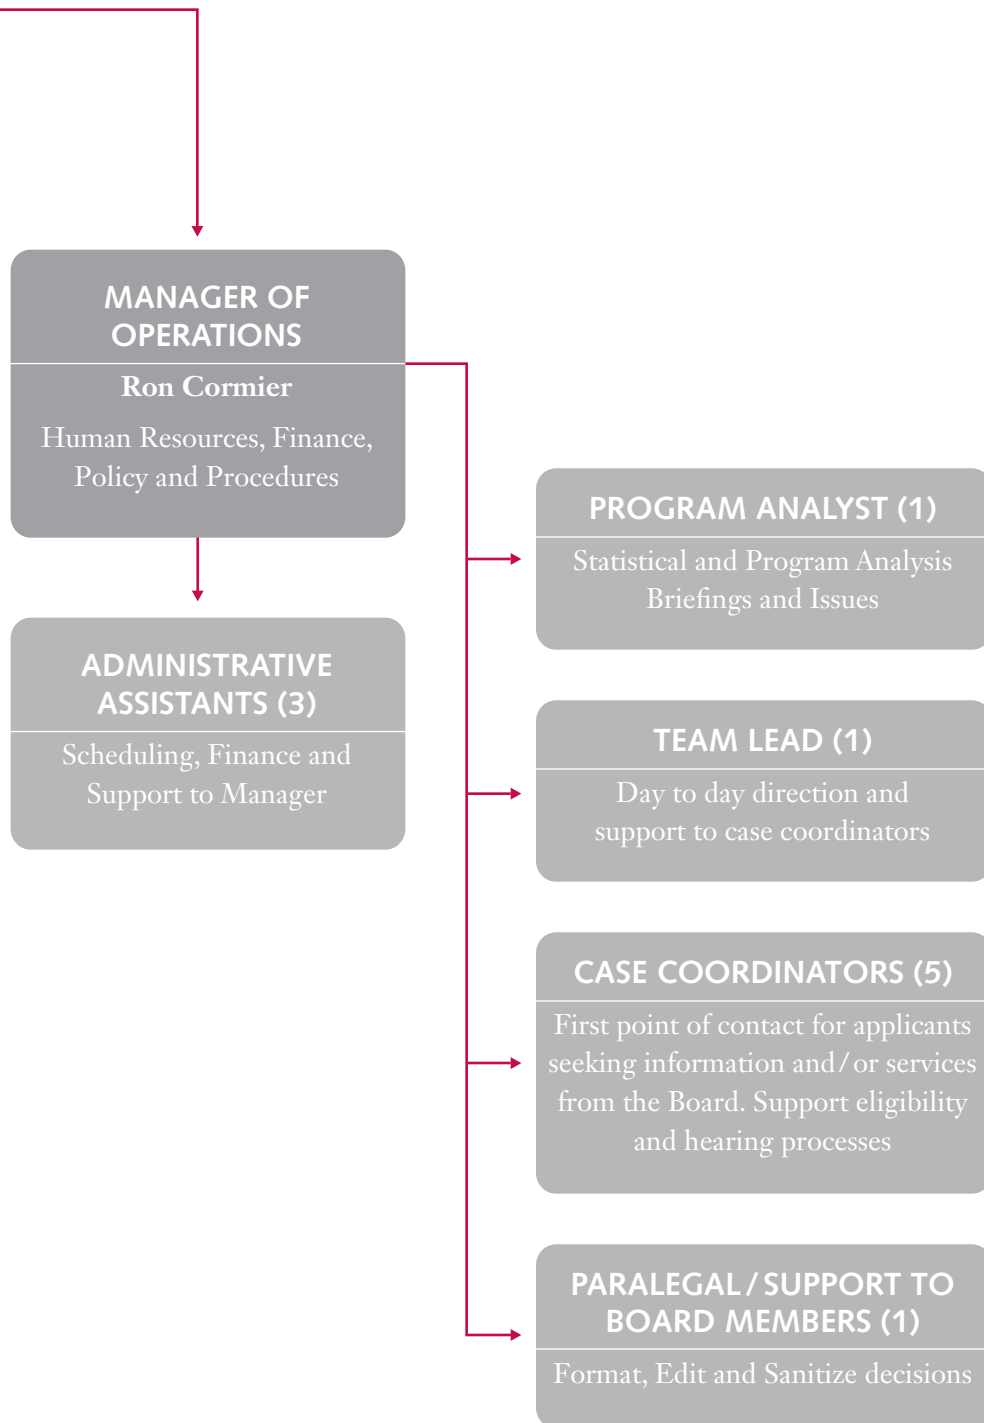 MANAGER OF
OPERATIONS
Ron Cormier
Human Resources, Finance,
Policy and Procedures
ADMINISTRATIVE
ASSISTANTS (3)
Scheduling, Finance and
Support to Manager
PROGRAM ANALYST (1)
Statistical and Program Analysis
Briefings and Issues
TEAM LEAD (1)
Day to day direction and
support to case coordinators
CASE COORDINATORS (5)
First point of contact for applicants
seeking information and/or services
from the Board. Support eligibility
and hearing processes
PARALEGAL/SUPPORT TO
BOARD MEMBERS (1)
Format, Edit and Sanitize decisions